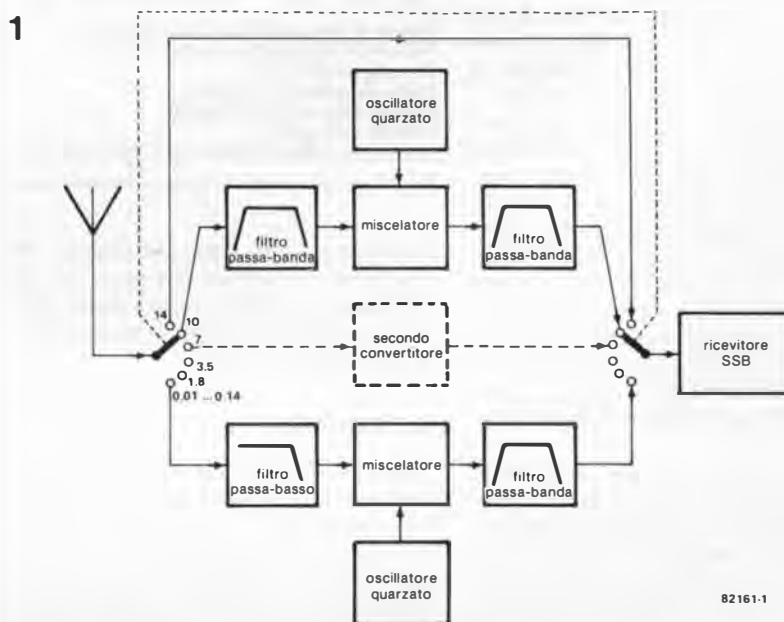 1
oscillatore
quarzato
filtro
passa-banda
miscelatore
filtro
passa-banda
14
10
7
3.5
1.8
0,01 ... 0.14
secondo
convertitore
ricevitore
SSB
filtro
passa-basso
miscelatore
filtro
passa-banda
oscillatore
quarzato
82161-1